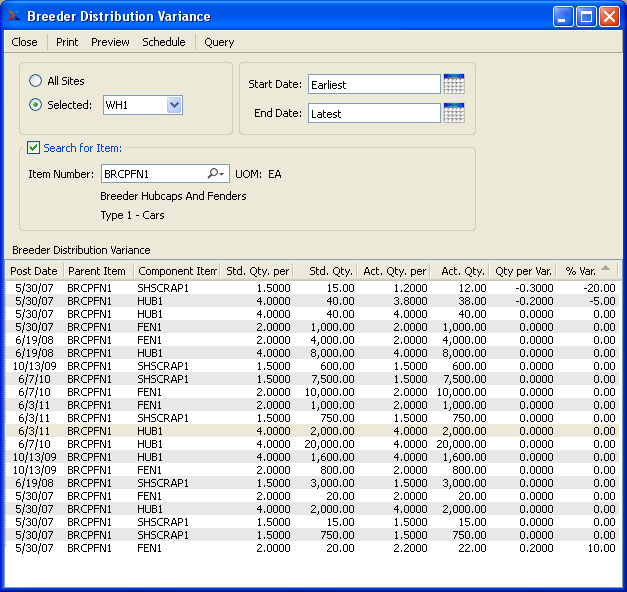 Breeder Distribution Variance
Close Print Preview Schedule Query
All Sites
Selected: WH1
Start Date: Earliest
End Date: Latest
Search for Item:
Item Number: BRCPFN1 UOM: EA
Breeder Hubcaps And Fenders
Type 1 - Cars
Breeder Distribution Variance
Post Date Parent Item Component Item Std. Qty. per Std. Qty. Act. Qty. per Act. Qty. Qty per Var. % Var.
5/30/07 BRCPFN1 SHSCRAP1 1.5000 15.00 1.2000 12.00 -0.3000 -20.00
5/30/07 BRCPFN1 HUB1 4.0000 40.00 3.8000 38.00 -0.2000 -5.00
5/30/07 BRCPFN1 HUB1 4.0000 40.00 4.0000 40.00 0.0000 0.00
5/30/07 BRCPFN1 FEN1 2.0000 1,000.00 2.0000 1,000.00 0.0000 0.00
6/19/08 BRCPFN1 FEN1 2.0000 4,000.00 2.0000 4,000.00 0.0000 0.00
6/19/08 BRCPFN1 HUB1 4.0000 8,000.00 4.0000 8,000.00 0.0000 0.00
10/13/09 BRCPFN1 SHSCRAP1 1.5000 600.00 1.5000 600.00 0.0000 0.00
6/7/10 BRCPFN1 SHSCRAP1 1.5000 7,500.00 1.5000 7,500.00 0.0000 0.00
6/7/10 BRCPFN1 FEN1 2.0000 10,000.00 2.0000 10,000.00 0.0000 0.00
6/3/11 BRCPFN1 FEN1 2.0000 1,000.00 2.0000 1,000.00 0.0000 0.00
6/3/11 BRCPFN1 SHSCRAP1 1.5000 750.00 1.5000 750.00 0.0000 0.00
6/3/11 BRCPFN1 HUB1 4.0000 2,000.00 4.0000 2,000.00 0.0000 0.00
6/7/10 BRCPFN1 HUB1 4.0000 20,000.00 4.0000 20,000.00 0.0000 0.00
10/13/09 BRCPFN1 HUB1 4.0000 1,600.00 4.0000 1,600.00 0.0000 0.00
10/13/09 BRCPFN1 FEN1 2.0000 800.00 2.0000 800.00 0.0000 0.00
6/19/08 BRCPFN1 SHSCRAP1 1.5000 3,000.00 1.5000 3,000.00 0.0000 0.00
5/30/07 BRCPFN1 FEN1 2.0000 20.00 2.0000 20.00 0.0000 0.00
5/30/07 BRCPFN1 HUB1 4.0000 2,000.00 4.0000 2,000.00 0.0000 0.00
5/30/07 BRCPFN1 SHSCRAP1 1.5000 15.00 1.5000 15.00 0.0000 0.00
5/30/07 BRCPFN1 SHSCRAP1 1.5000 750.00 1.5000 750.00 0.0000 0.00
5/30/07 BRCPFN1 FEN1 2.0000 20.00 2.2000 22.00 0.2000 10.00